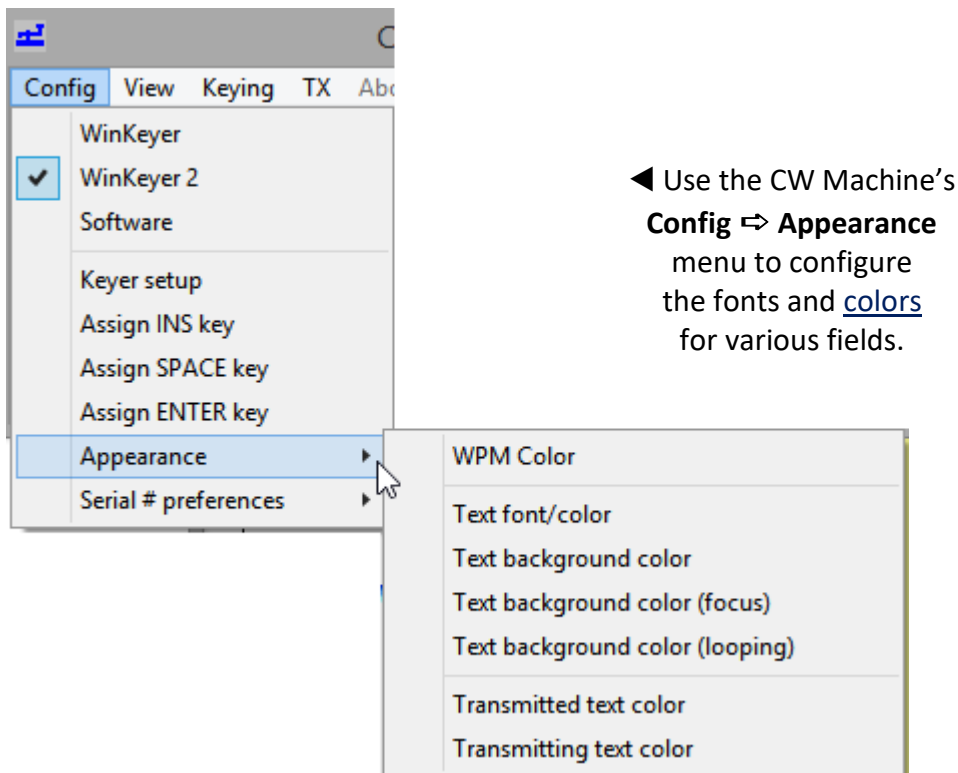 Config View Keying TX
WinKeyer
WinKeyer 2
Software
Keyer setup
Assign INS key
Assign SPACE key
Assign ENTER key
Appearance
Serial # preferences
◀ Use the CW Machine’s
Config ➪ Appearance
menu to configure
the fonts and colors
for various fields.
WPM Color
Text font/color
Text background color
Text background color (focus)
Text background color (looping)
Transmitted text color
Transmitting text color